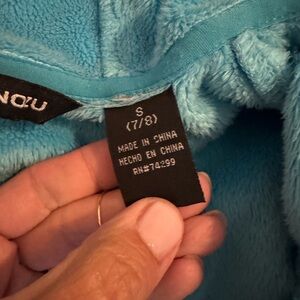 S
(7/8)
MADE IN CHINA
HECHO EN CHINA
RN#74299